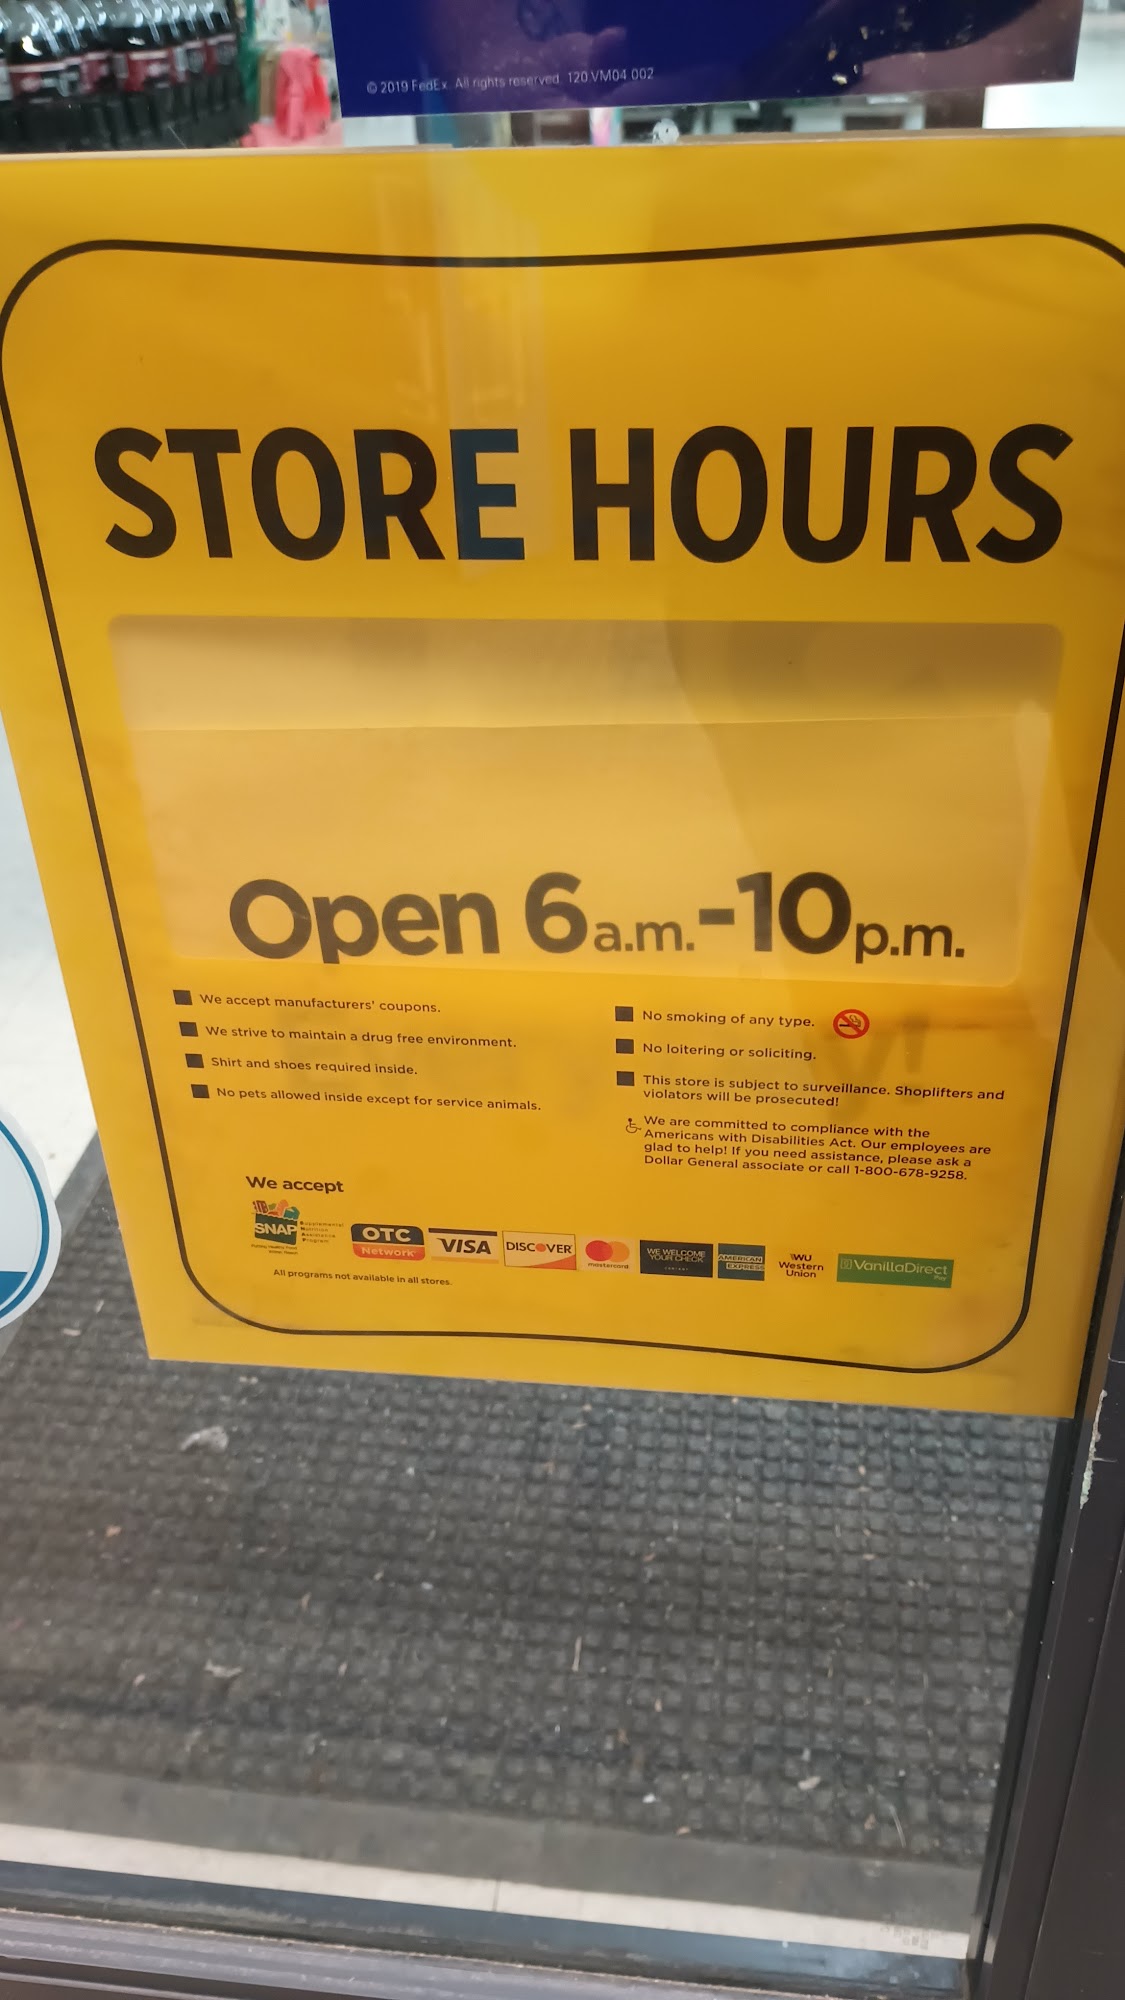 © 2019 FedEx. All rights reserved. 120.VM04.002
STORE HOURS
Open 6a.m.-10p.m.
We accept manufacturers' coupons.
We strive to maintain a drug free environment.
Shirt and shoes required inside.
No pets allowed inside except for service animals.
No smoking of any type.
No loitering or soliciting.
This store is subject to surveillance. Shoplifters and
violators will be prosecuted!
We are committed to compliance with the
Americans with Disabilities Act. Our employees are
glad to help! If you need assistance, please ask a
Dollar General associate or call 1-800-678-9258.
We accept
SNAP
Supplemental
Nutrition
Assistance
Program
OTC
Network
VISA
DISCOVER
mastercard
WE WELCOME
YOUR CHECK
AMERICAN
EXPRESS
WU
Western
Union
VanillaDirect
Pay
All programs not available in all stores.